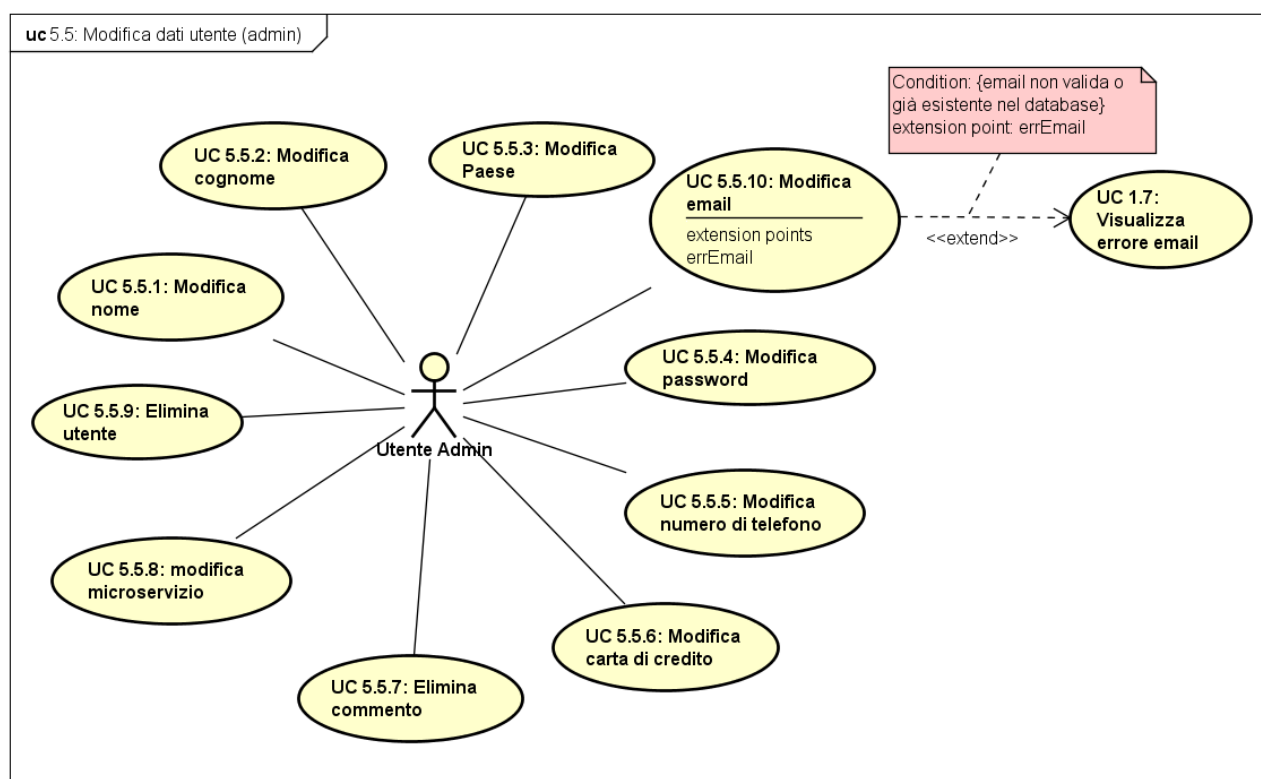 uc 5.5: Modifica dati utente (admin)
Condition: {email non valida o
già esistente nel database}
extension point: errEmail
UC 5.5.2: Modifica
cognome
UC 5.5.3: Modifica
Paese
UC 5.5.10: Modifica
email
extension points
errEmail
<<extend>>
UC 1.7:
Visualizza
errore email
UC 5.5.1: Modifica
nome
UC 5.5.4: Modifica
password
UC 5.5.9: Elimina
utente
Utente Admin
UC 5.5.5: Modifica
numero di telefono
UC 5.5.8: modifica
microservizio
UC 5.5.6: Modifica
carta di credito
UC 5.5.7: Elimina
commento